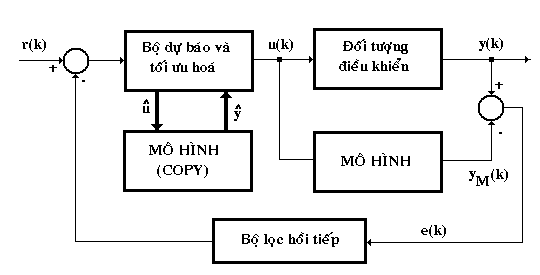 r(k)
+
-
Bộ dự báo và
tối ưu hoá
u(k)
Đối tượng
điều khiển
y(k)
+
-
û
ŷ
MÔ HÌNH
(COPY)
MÔ HÌNH
yM(k)
Bộ lọc hồi tiếp
e(k)